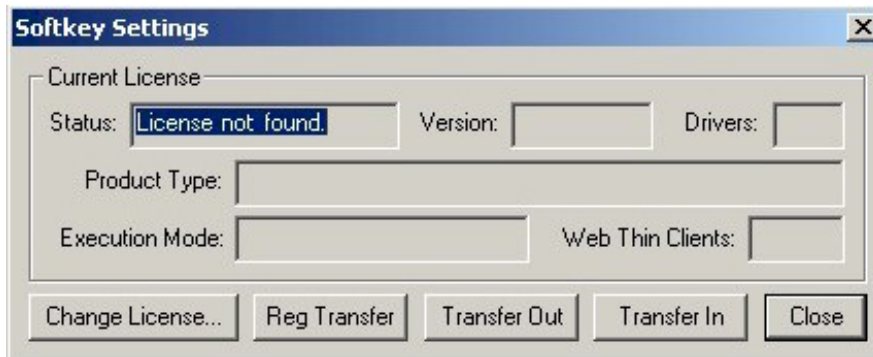 Softkey Settings
Current License
Status: License not found. Version: Drivers:
Product Type:
Execution Mode: Web Thin Clients:
Change License... Reg Transfer Transfer Out Transfer In Close